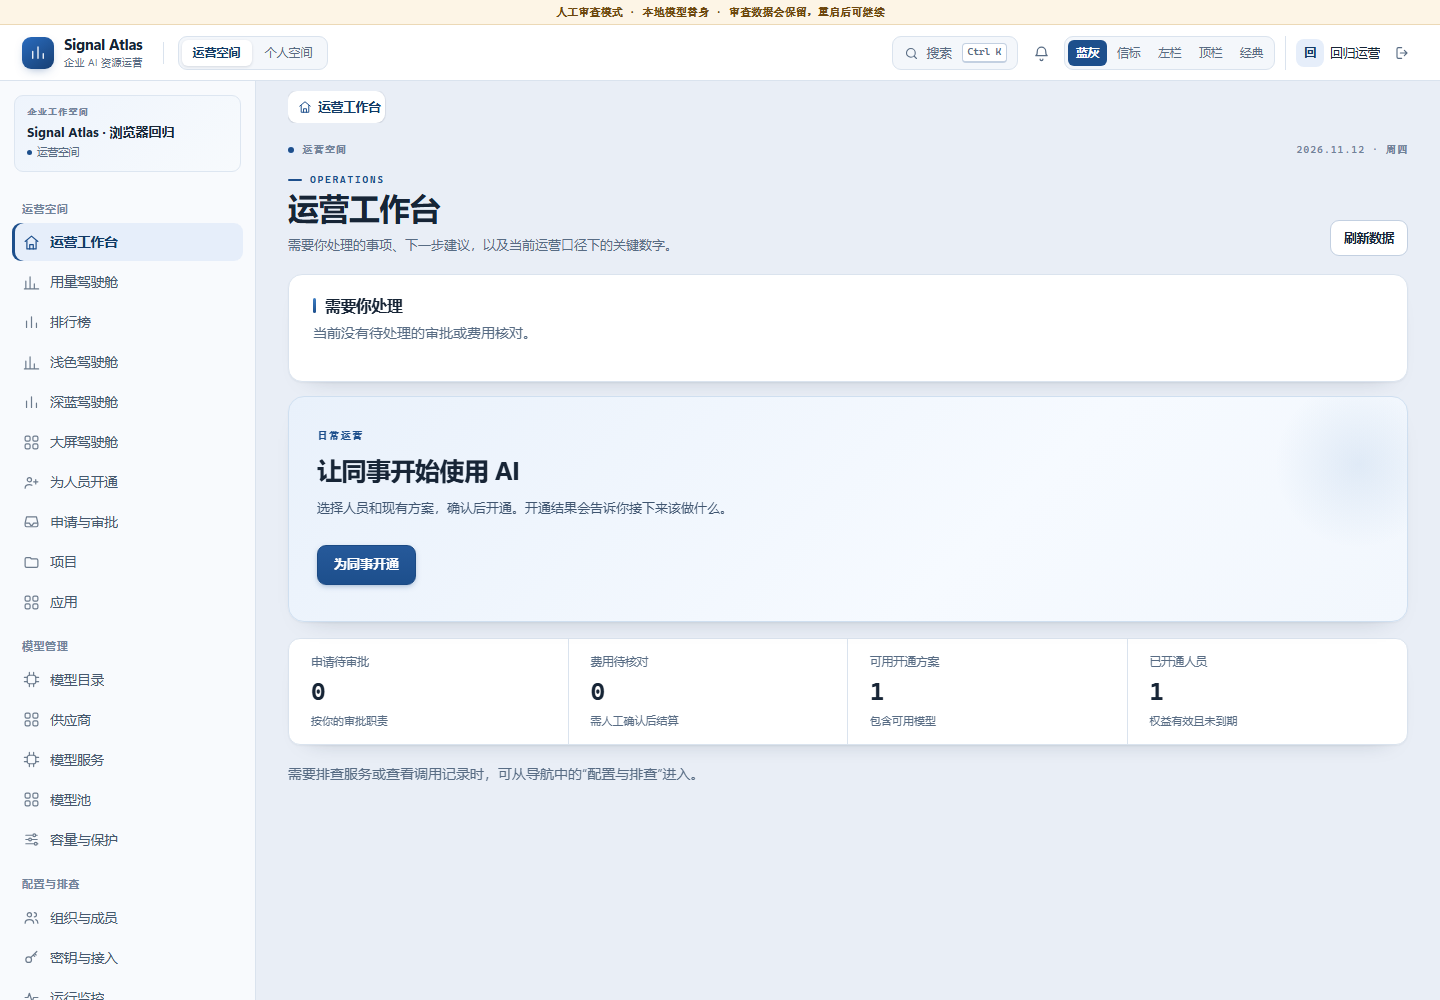 人工审查模式 · 本地模型替身 · 审查数据会保留，重启后可继续
Signal Atlas
企业 AI 资源运营
运营空间
个人空间
搜索 Ctrl K
蓝灰
信标
左栏
顶栏
经典
回
回归运营
企业工作空间
Signal Atlas · 浏览器回归
运营空间
运营空间
运营工作台
用量驾驶舱
排行榜
浅色驾驶舱
深蓝驾驶舱
大屏驾驶舱
为人员开通
申请与审批
项目
应用
模型管理
模型目录
供应商
模型服务
模型池
容量与保护
配置与排查
组织与成员
密钥与接入
运行监控
运营工作台
运营空间
2026.11.12 · 周四
OPERATIONS
运营工作台
需要你处理的事项、下一步建议，以及当前运营口径下的关键数字。
刷新数据
需要你处理
当前没有待处理的审批或费用核对。
日常运营
让同事开始使用 AI
选择人员和现有方案，确认后开通。开通结果会告诉你接下来该做什么。
为同事开通
申请待审批
0
按你的审批职责
费用待核对
0
需人工确认后结算
可用开通方案
1
包含可用模型
已开通人员
1
权益有效且未到期
需要排查服务或查看调用记录时，可从导航中的“配置与排查”进入。